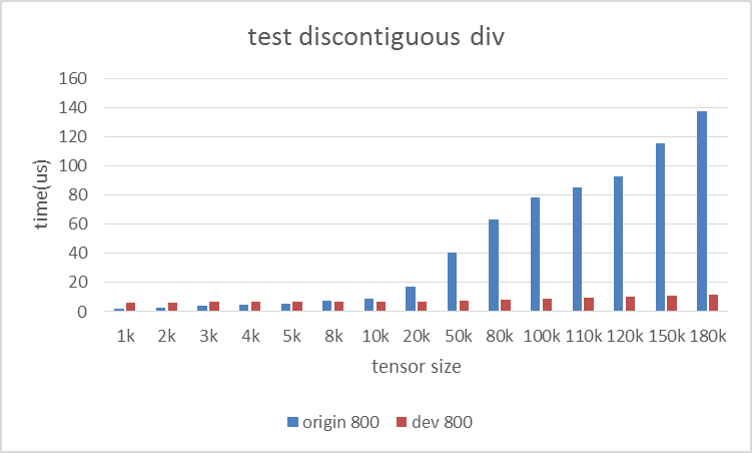 test discontiguous div
160
140
120
100
80
60
40
20
0
time(us)
1k 2k 3k 4k 5k 8k 10k 20k 50k 80k 100k 110k 120k 150k 180k
tensor size
origin 800 dev 800